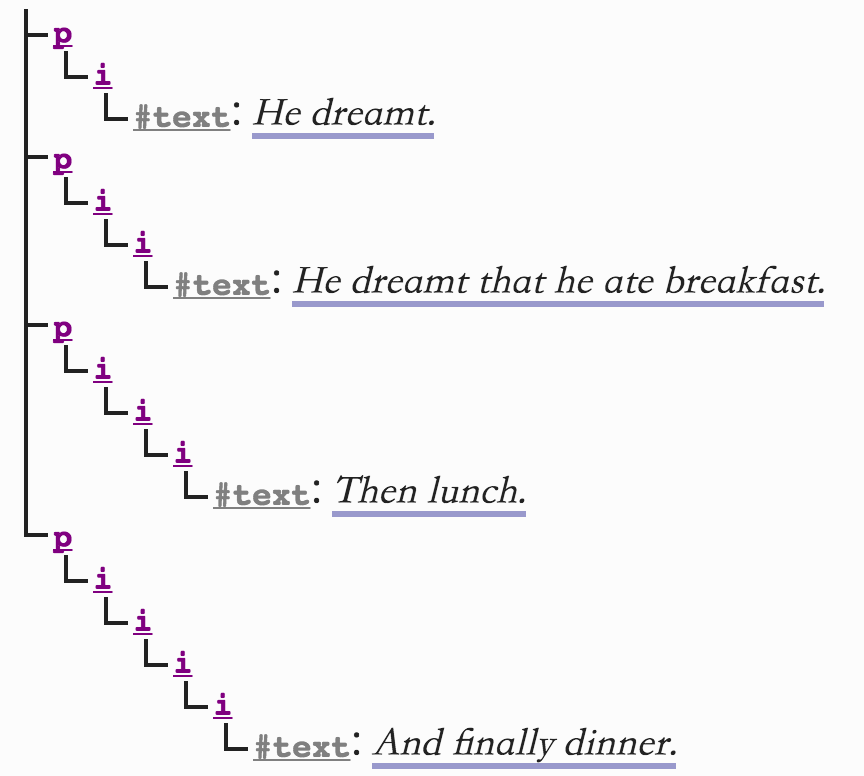 p
i
#text: He dreamt.
p
i
i
#text: He dreamt that he ate breakfast.
p
i
i
i
#text: Then lunch.
p
i
i
i
i
#text: And finally dinner.